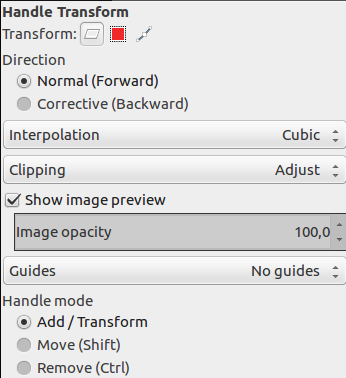 Handle Transform
Transform:
Direction
Normal (Forward)
Corrective (Backward)
Interpolation Cubic
Clipping Adjust
Show image preview
Image opacity 100,0
Guides No guides
Handle mode
Add / Transform
Move (Shift)
Remove (Ctrl)